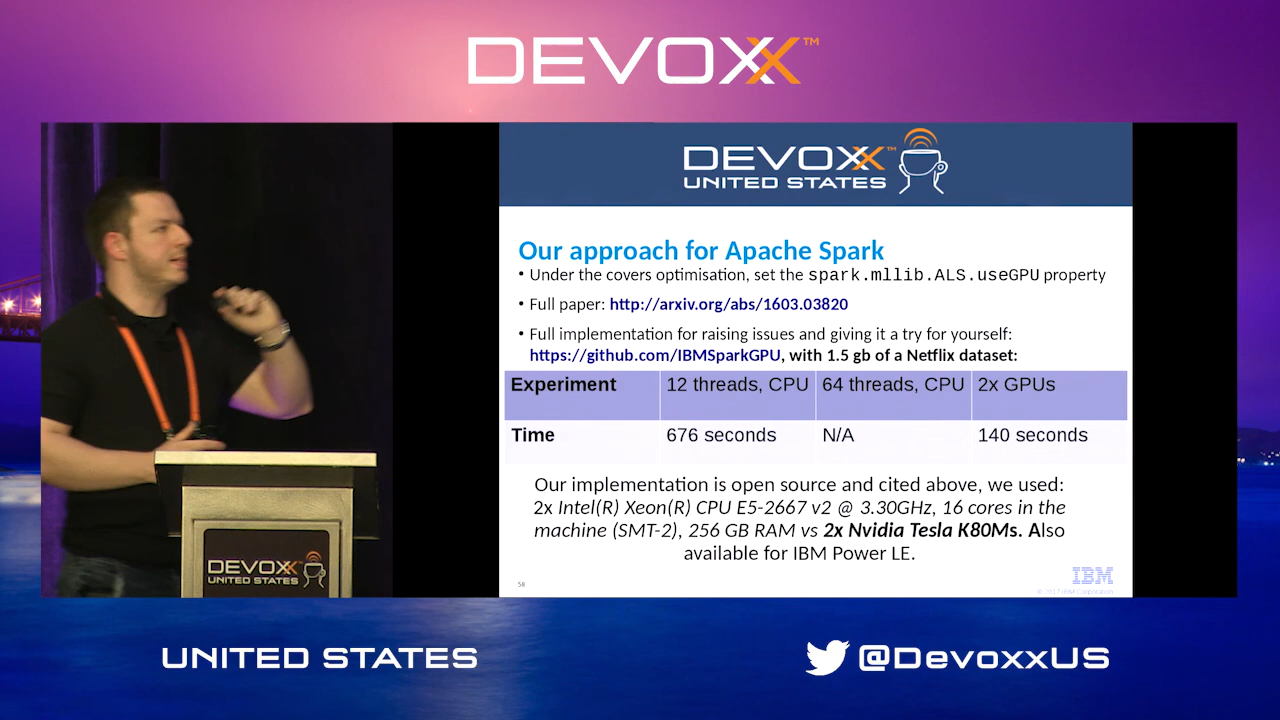 DEVOXX™
DEVOXX™
UNITED STATES
Our approach for Apache Spark
• Under the covers optimisation, set the spark.mllib.ALS.useGPU property
• Full paper: http://arxiv.org/abs/1603.03820
• Full implementation for raising issues and giving it a try for yourself:
https://github.com/IBMSparkGPU, with 1.5 gb of a Netflix dataset:
Experiment 12 threads, CPU 64 threads, CPU 2x GPUs
Time 676 seconds N/A 140 seconds
Our implementation is open source and cited above, we used:
2x Intel(R) Xeon(R) CPU E5-2667 v2 @ 3.30GHz, 16 cores in the
machine (SMT-2), 256 GB RAM vs 2x Nvidia Tesla K80Ms. Also
available for IBM Power LE.
58
IBM
© 2017 IBM Corporation
DEVOXX
UNITED STATES
UNITED STATES
@DevoxxUS